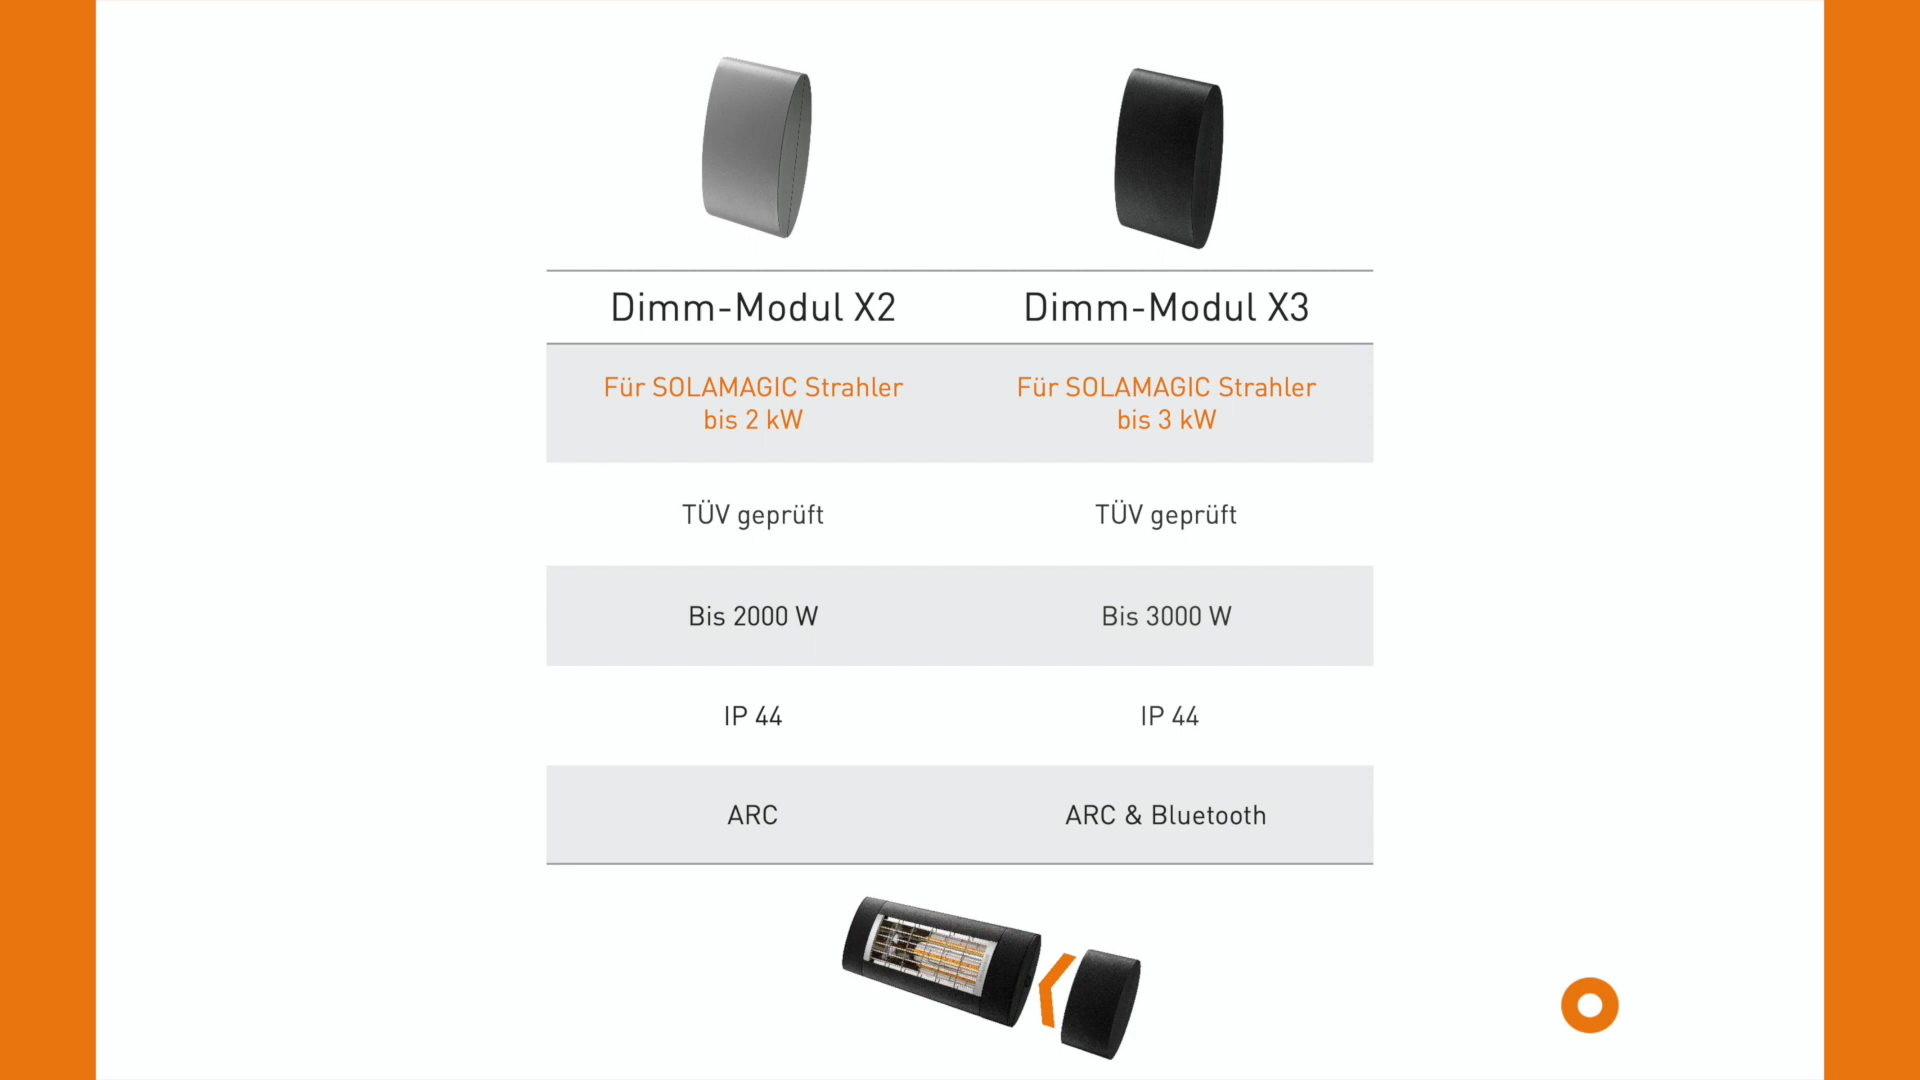 Dimm-Modul X2
Dimm-Modul X3
Für SOLAMAGIC Strahler
bis 2 kW
Für SOLAMAGIC Strahler
bis 3 kW
TÜV geprüft
TÜV geprüft
Bis 2000 W
Bis 3000 W
IP 44
IP 44
ARC
ARC & Bluetooth